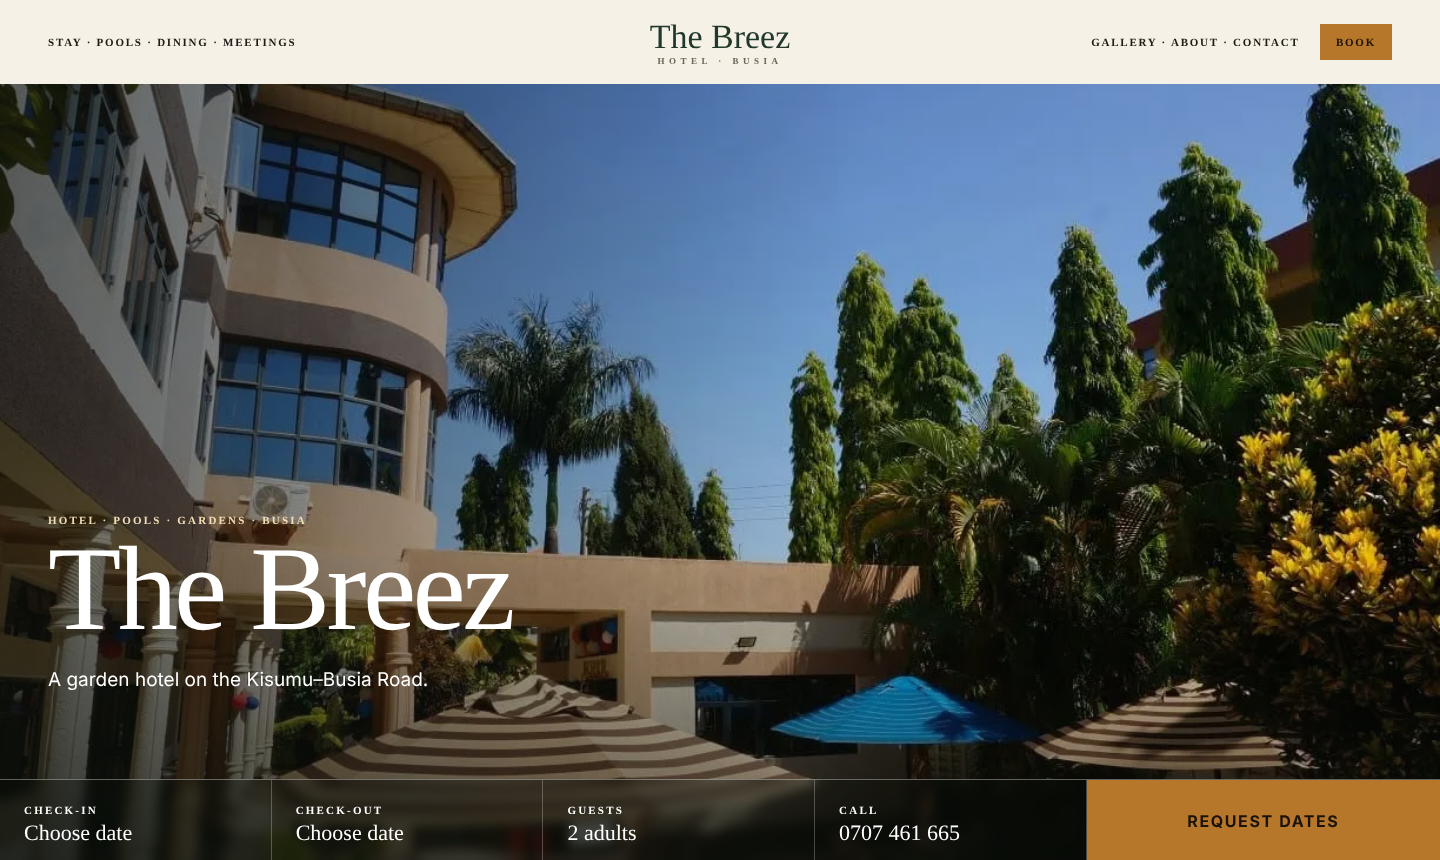 STAY · POOLS · DINING · MEETINGS
The Breez
HOTEL · BUSIA
GALLERY · ABOUT · CONTACT
BOOK
HOTEL · POOLS · GARDENS · BUSIA
The Breez
A garden hotel on the Kisumu–Busia Road.
CHECK-IN
Choose date
CHECK-OUT
Choose date
GUESTS
2 adults
CALL
0707 461 665
REQUEST DATES